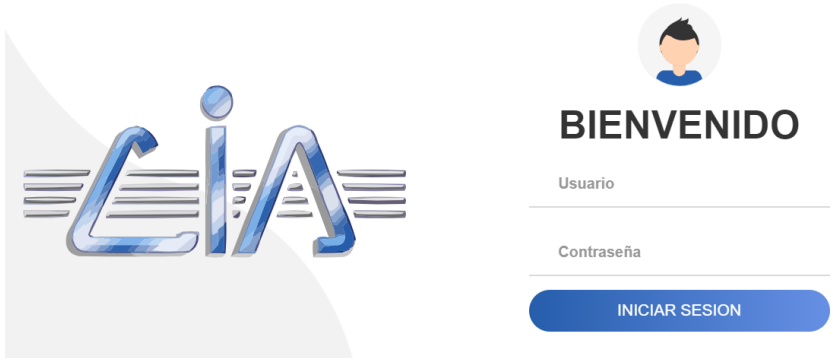 CiA
BIENVENIDO
Usuario
Contraseña
INICIAR SESION